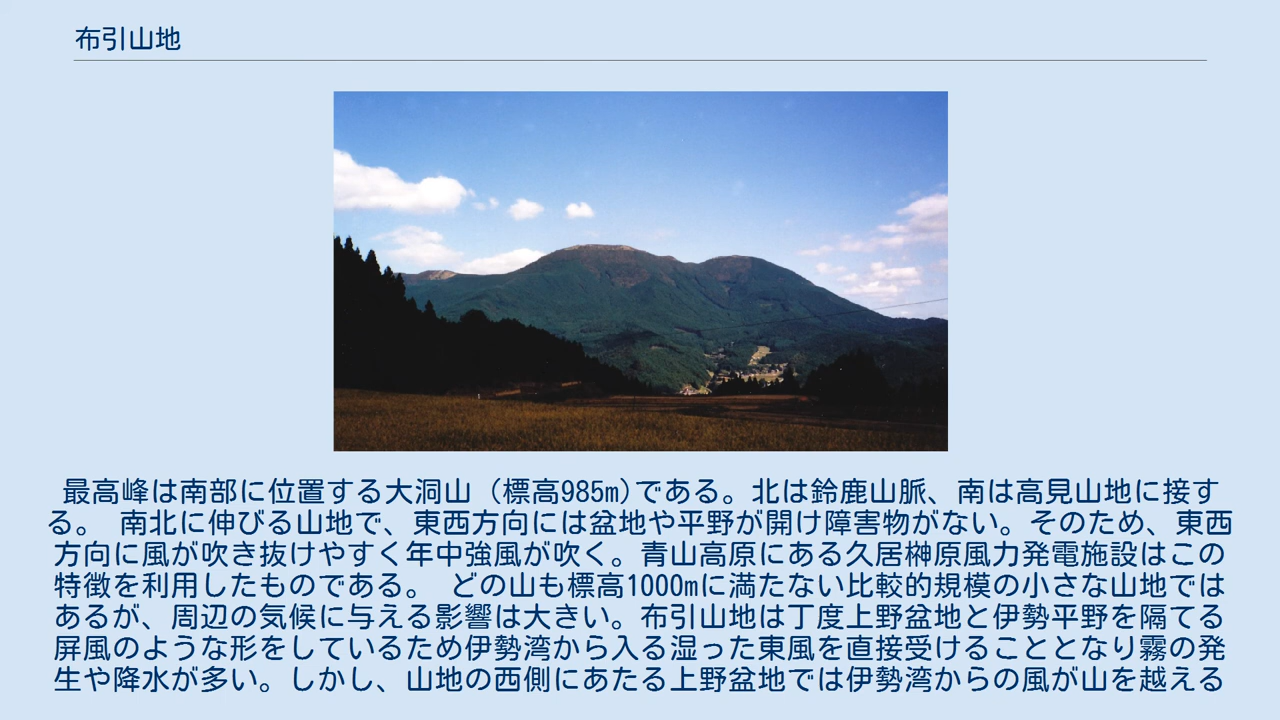 布引山地
最高峰は南部に位置する大洞山（標高985m)である。北は鈴鹿山脈、南は高見山地に接す
る。 南北に伸びる山地で、東西方向には盆地や平野が開け障害物がない。そのため、東西
方向に風が吹き抜けやすく年中強風が吹く。青山高原にある久居榊原風力発電施設はこの
特徴を利用したものである。 どの山も標高1000mに満たない比較的規模の小さな山地では
あるが、周辺の気候に与える影響は大きい。布引山地は丁度上野盆地と伊勢平野を隔てる
屏風のような形をしているため伊勢湾から入る湿った東風を直接受けることとなり霧の発
生や降水が多い。しかし、山地の西側にあたる上野盆地では伊勢湾からの風が山を越える